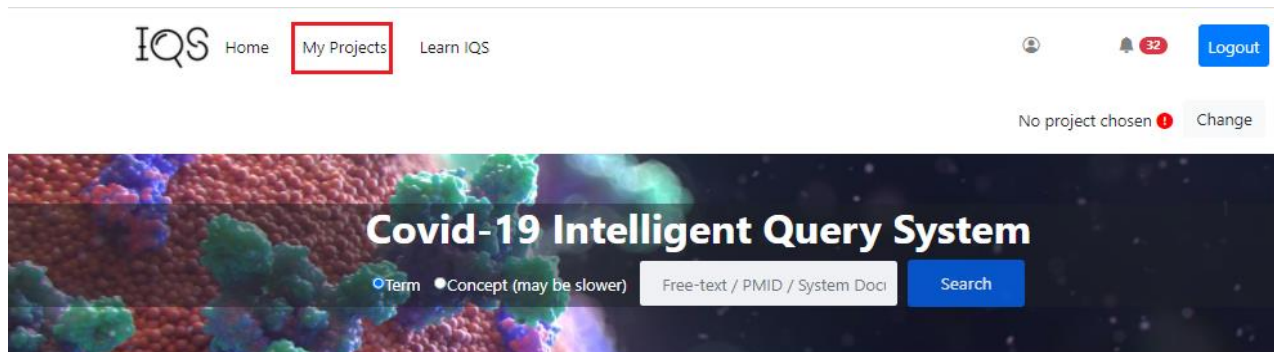 IQS Home My Projects Learn IQS 32 Logout
No project chosen ! Change
Covid-19 Intelligent Query System
Term Concept (may be slower) Free-text / PMID / System Docu Search